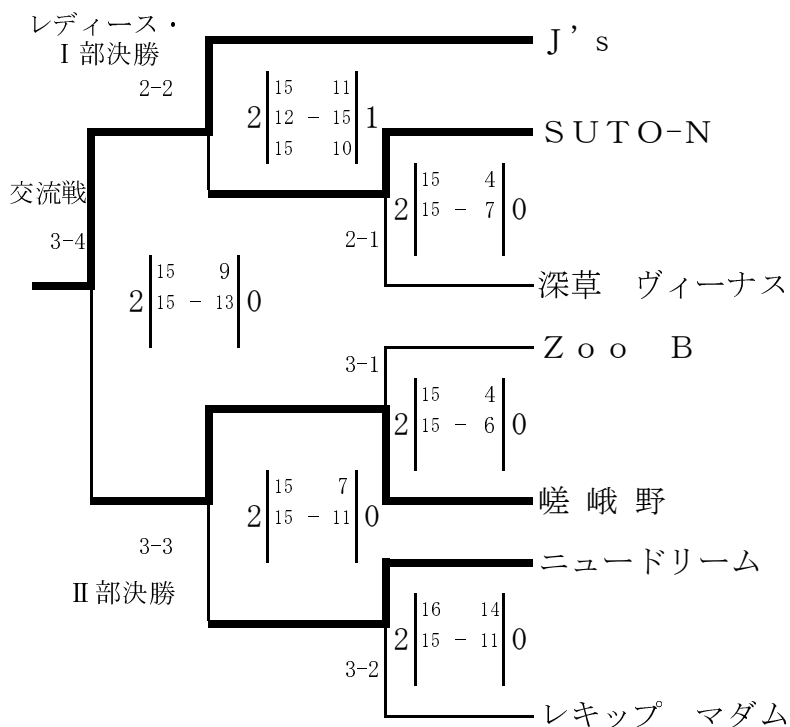 レディース・
Ⅰ部決勝
J’s
2-2
15 11
2 12 - 15 1
15 10
SUTO-N
交流戦
15 4
2 15 - 7 0
3-4
2-1
15 9
2 15 - 13 0
深草 ヴィーナス
Zoo B
3-1
15 4
2 15 - 6 0
15 7
2 15 - 11 0
嵯峨野
3-3
ニュードリーム
Ⅱ部決勝
16 14
2 15 - 11 0
3-2
レキップ マダム